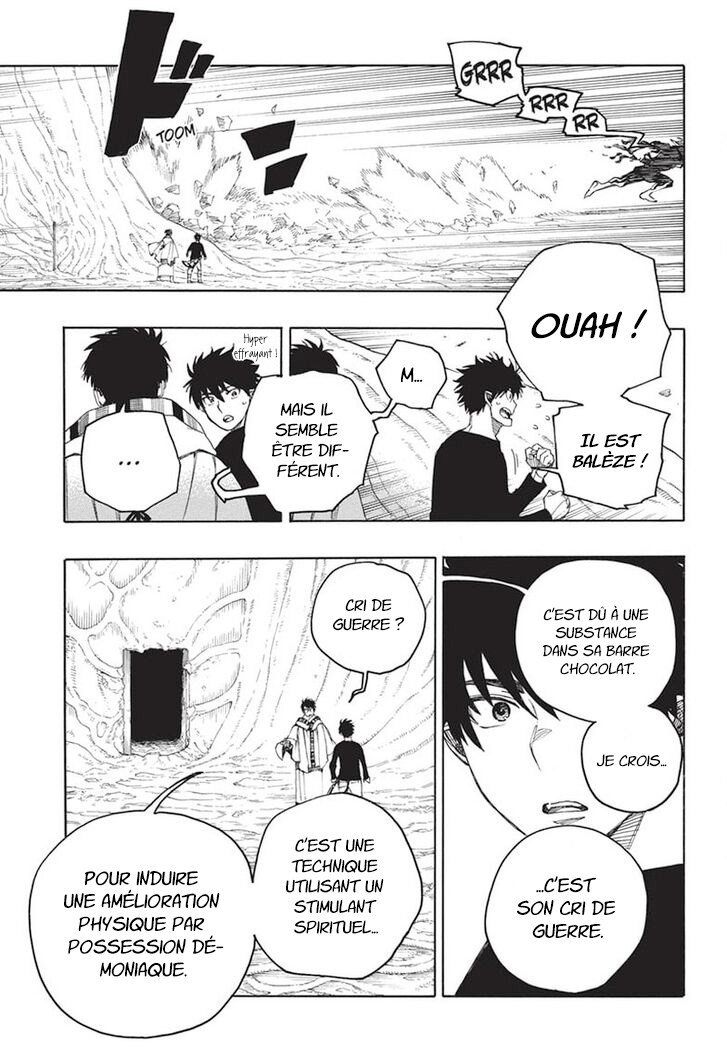 GRRR
RRR
RR
TOOM
ドドド
OUAH !
IL EST
BALÈZE !
M...
MAIS IL
SEMBLE
ÊTRE DIF-
FÉRENT.
Hyper
effrayant !
...
C'EST DÛ À UNE
SUBSTANCE
DANS SA BARRE
CHOCOLAT.
JE CROIS...
...C'EST
SON CRI DE
GUERRE.
CRI DE
GUERRE ?
C'EST UNE
TECHNIQUE
UTILISANT UN
STIMULANT
SPIRITUEL...
POUR INDUIRE
UNE AMÉLIORATION
PHYSIQUE PAR
POSSESSION DÉ-
MONIAQUE.